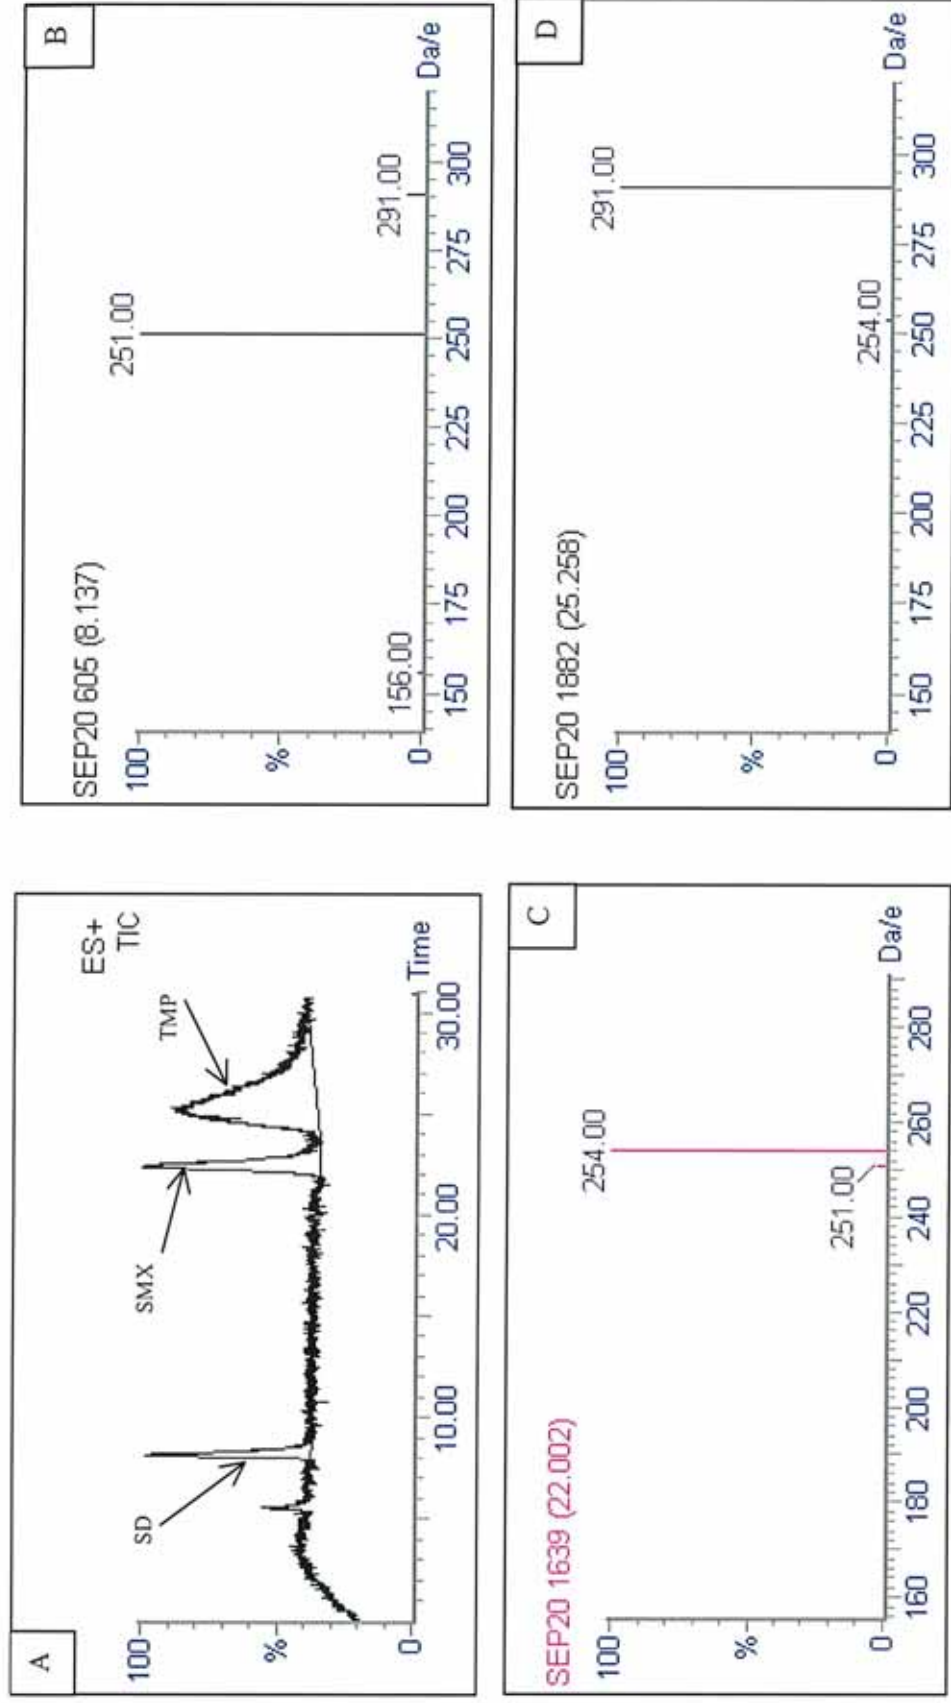 A
ES+
TIC
SD
SMX
TMP
100
%
0
10.00
20.00
30.00
Time
B
SEP20 605 (8.137)
100
%
0
156.00
251.00
291.00
150
175
200
225
250
275
300
Da/e
C
SEP20 1639 (22.002)
100
%
0
254.00
251.00
160
180
200
220
240
260
280
Da/e
D
SEP20 1882 (25.258)
100
%
0
291.00
254.00
150
175
200
225
250
275
300
Da/e